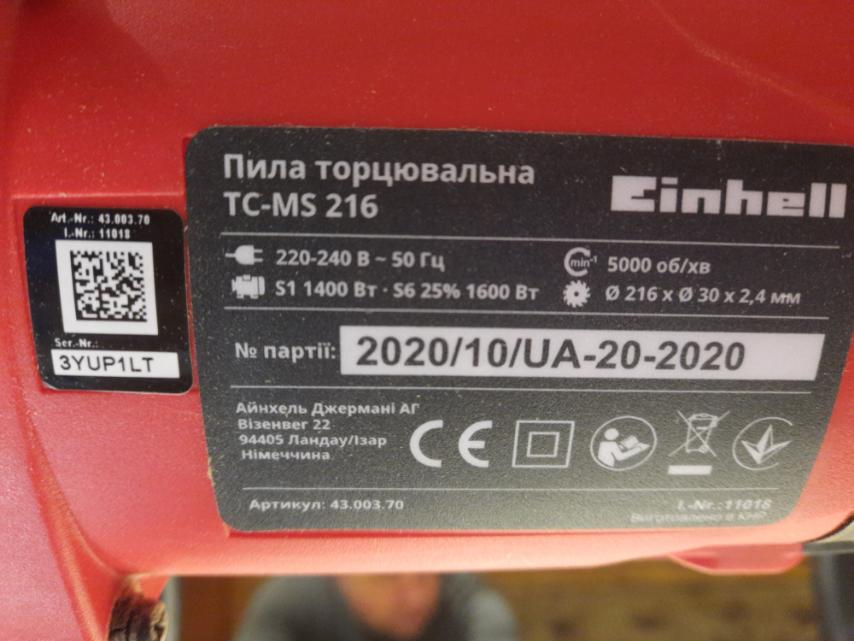 Art.-Nr.: 43.003.70
I.-Nr.: 11018
Ser.-Nr.:
3YUP1LT
Пила торцювальна
TC-MS 216
Einhell
220-240 В ~ 50 Гц
min⁻¹ 5000 об/хв
S1 1400 Вт · S6 25% 1600 Вт
Ø 216 x Ø 30 x 2,4 мм
№ партії: 2020/10/UA-20-2020
Айнхель Джермані АГ
Візенвег 22
94405 Ландау/Ізар
Німеччина
CE
Артикул: 43.003.70
I.-Nr.: 11018
Виготовлено в КНР